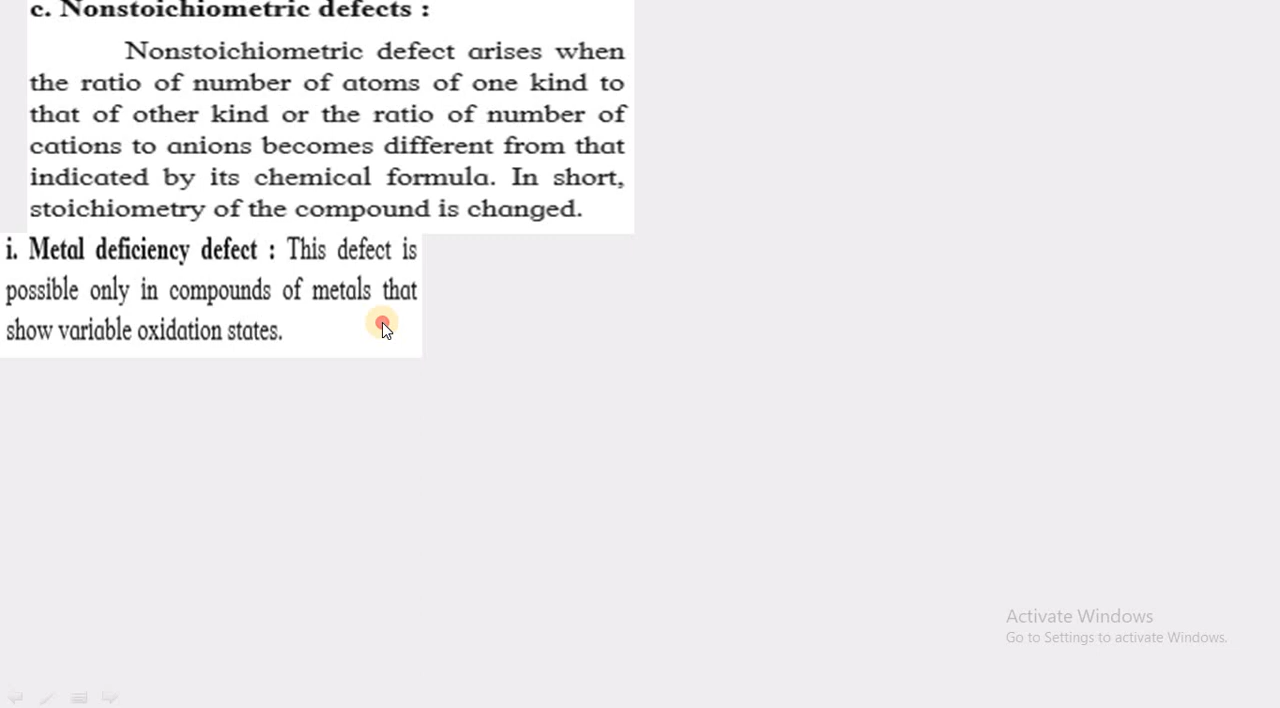 c. Nonstoichiometric defects :
Nonstoichiometric defect arises when
the ratio of number of atoms of one kind to
that of other kind or the ratio of number of
cations to anions becomes different from that
indicated by its chemical formula. In short,
stoichiometry of the compound is changed.
i. Metal deficiency defect : This defect is
possible only in compounds of metals that
show variable oxidation states.
Activate Windows
Go to Settings to activate Windows.